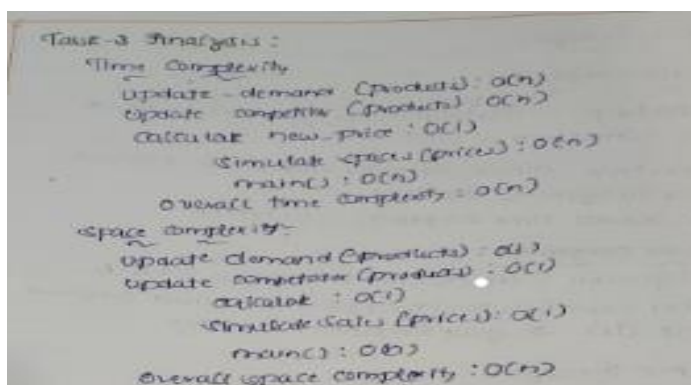 Task-3 Analysis:
Time Complexity
update-demand (products): O(n)
update competitor (products): O(n)
calculate new-price: O(1)
simulate (prices): O(n)
main(): O(n)
Overall time complexity: O(n)
space complexity:
update demand (products): O(1)
update competator (products): O(1)
calculate: O(1)
simulate sales (prices): O(1)
main(): O(n)
Overall space complexity: O(n)